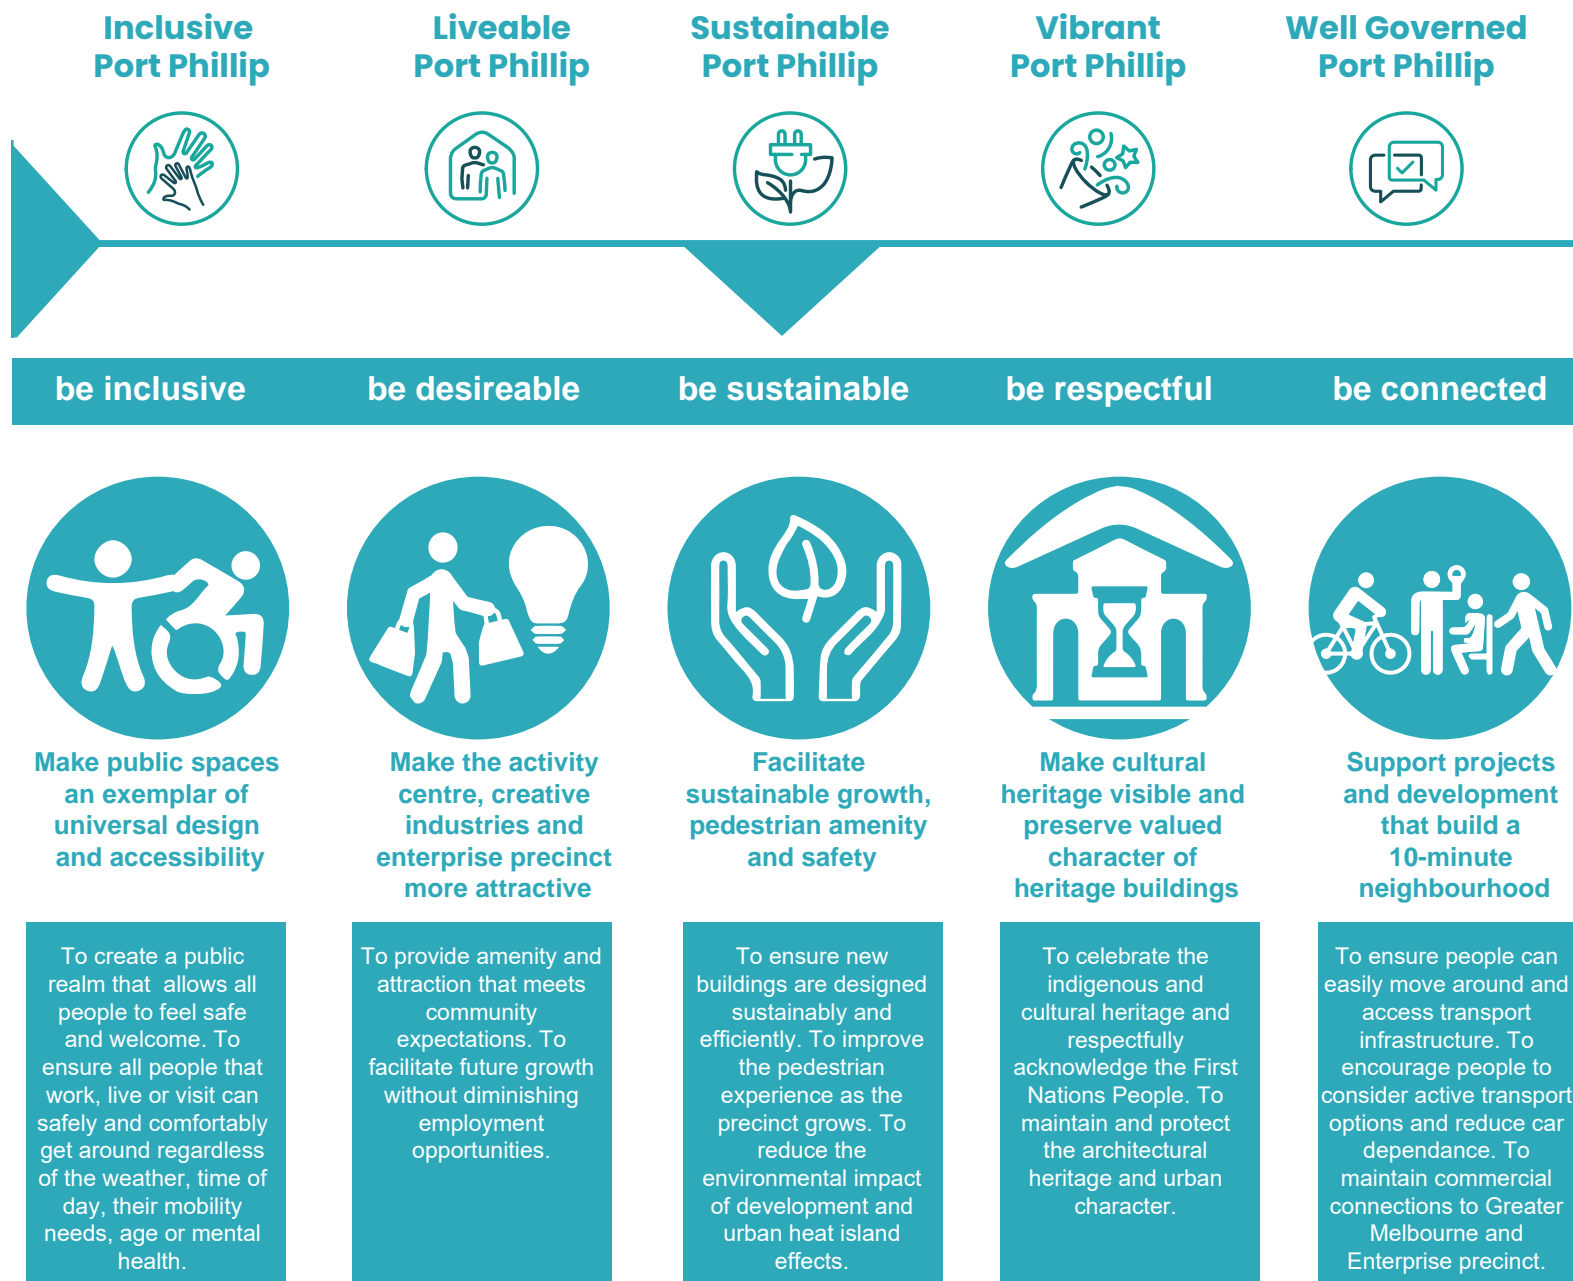 Inclusive
Port Phillip
Liveable
Port Phillip
Sustainable
Port Phillip
Vibrant
Port Phillip
Well Governed
Port Phillip
be inclusive
be desireable
be sustainable
be respectful
be connected
Make public spaces
an exemplar of
universal design
and accessibility
Make the activity
centre, creative
industries and
enterprise precinct
more attractive
Facilitate
sustainable growth,
pedestrian amenity
and safety
Make cultural
heritage visible and
preserve valued
character of
heritage buildings
Support projects
and development
that build a
10-minute
neighbourhood
To create a public
realm that  allows all
people to feel safe
and welcome. To
ensure all people that
work, live or visit can
safely and comfortably
get around regardless
of the weather, time of
day, their mobility
needs, age or mental
health.
To provide amenity and
attraction that meets
community
expectations. To
facilitate future growth
without diminishing
employment
opportunities.
To ensure new
buildings are designed
sustainably and
efficiently. To improve
the pedestrian
experience as the
precinct grows. To
reduce the
environmental impact
of development and
urban heat island
effects.
To celebrate the
indigenous and
cultural heritage and
respectfully
acknowledge the First
Nations People. To
maintain and protect
the architectural
heritage and urban
character.
To ensure people can
easily move around and
access transport
infrastructure. To
encourage people to
consider active transport
options and reduce car
dependance. To
maintain commercial
connections to Greater
Melbourne and
Enterprise precinct.